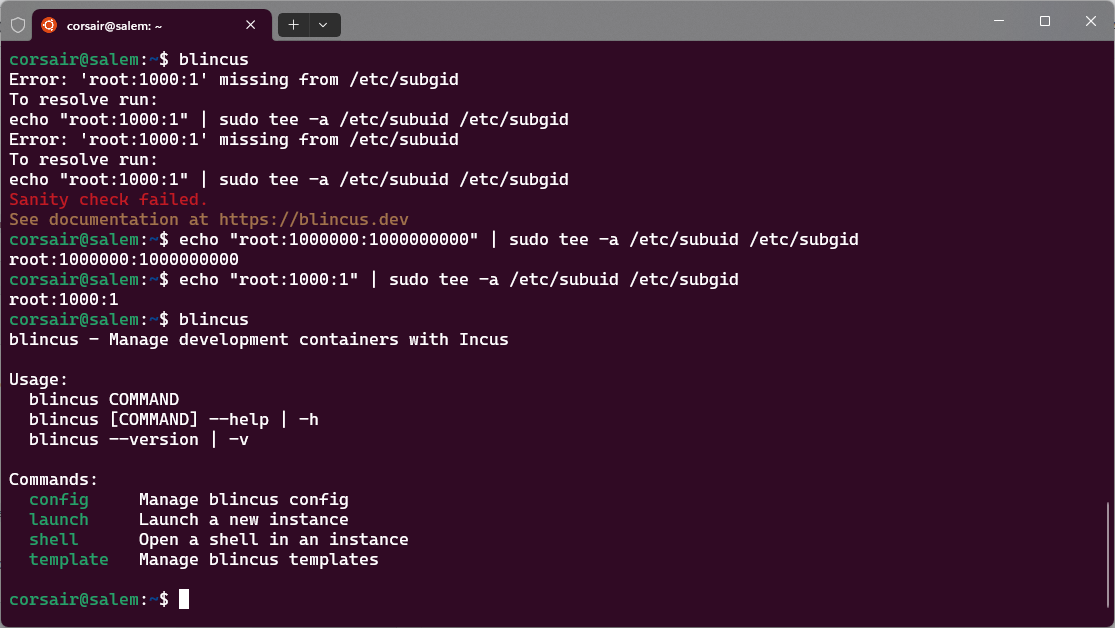 corsair@salem: ~
corsair@salem:~$ blincus
Error: 'root:1000:1' missing from /etc/subgid
To resolve run:
echo "root:1000:1" | sudo tee -a /etc/subuid /etc/subgid
Error: 'root:1000:1' missing from /etc/subuid
To resolve run:
echo "root:1000:1" | sudo tee -a /etc/subuid /etc/subgid
Sanity check failed.
See documentation at https://blincus.dev
corsair@salem:~$ echo "root:1000000:1000000000" | sudo tee -a /etc/subuid /etc/subgid
root:1000000:1000000000
corsair@salem:~$ echo "root:1000:1" | sudo tee -a /etc/subuid /etc/subgid
root:1000:1
corsair@salem:~$ blincus
blincus - Manage development containers with Incus
Usage:
blincus COMMAND
blincus [COMMAND] --help | -h
blincus --version | -v
Commands:
config Manage blincus config
launch Launch a new instance
shell Open a shell in an instance
template Manage blincus templates
corsair@salem:~$